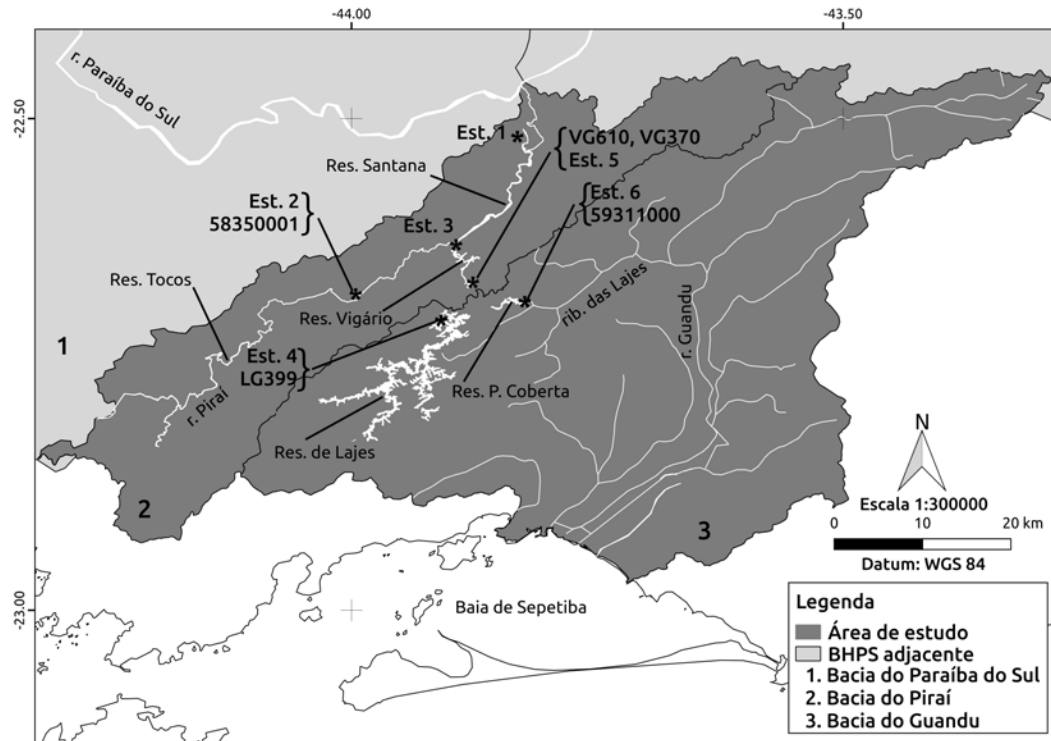 -44.00
-43.50
r. Paraíba do Sul
-22.50
Est. 1
VG610, VG370
Est. 5
Res. Santana
Est. 2
58350001
Est. 3
Est. 6
59311000
Res. Tocos
Res. Vigário
rib. das Lajes
r. Guandu
1
Est. 4
LG399
r. Piraí
Res. P. Coberta
Res. de Lajes
N
2
3
Escala 1:300000
0 10 20 km
Datum: WGS 84
-23.00
Baia de Sepetiba
Legenda
Área de estudo
BHPS adjacente
1. Bacia do Paraíba do Sul
2. Bacia do Piraí
3. Bacia do Guandu